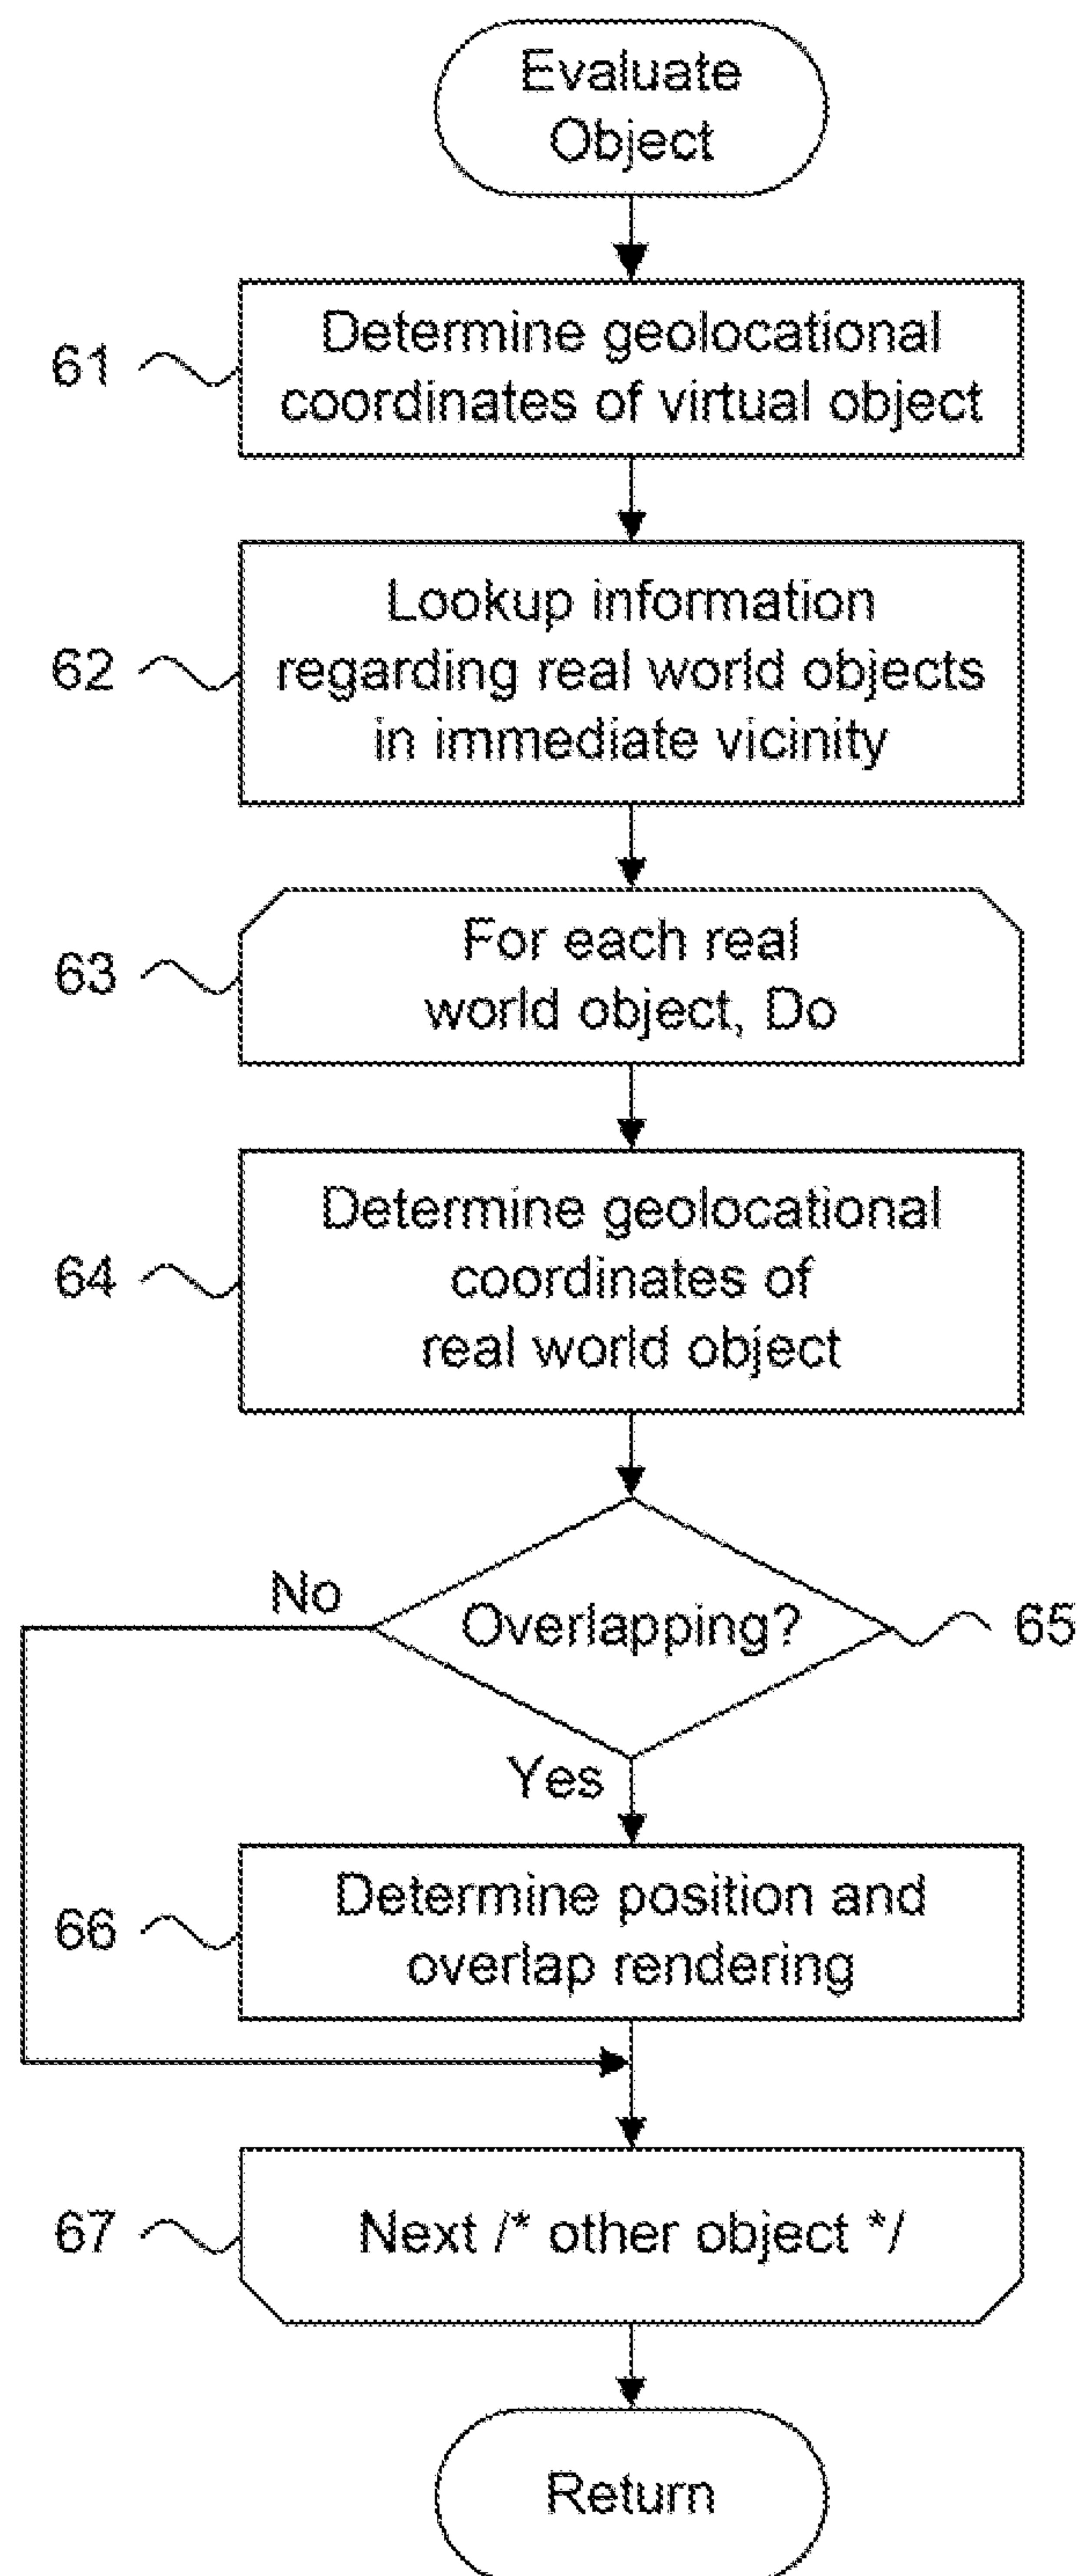 Evaluate
Object
61
Determine geolocational
coordinates of virtual object
62
Lookup information
regarding real world objects
in immediate vicinity
63
For each real
world object, Do
64
Determine geolocational
coordinates of
real world object
No
Overlapping?
65
Yes
66
Determine position and
overlap rendering
67
Next /* other object */
Return